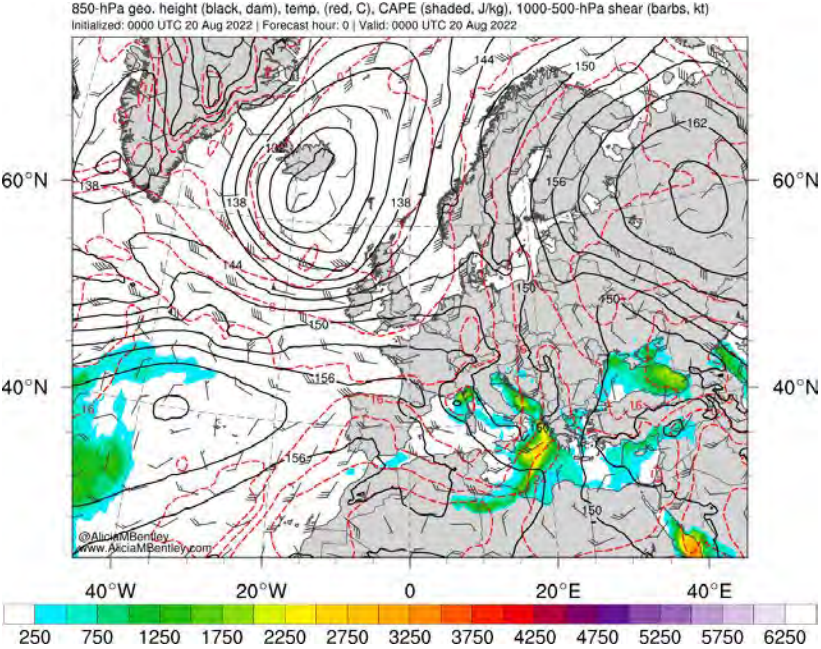 850-hPa geo. height (black, dam), temp. (red, C), CAPE (shaded, J/kg), 1000-500-hPa shear (barbs, kt)
Initialized: 0000 UTC 20 Aug 2022 | Forecast hour: 0 | Valid: 0000 UTC 20 Aug 2022
144
150
162
60°N
138
156
60°N
138
138
144
150
150
150
156
40°N
40°N
16
16
16
156
150
@AliciaMBentley
www.AliciaMBentley.com
40°W 20°W 0 20°E 40°E
250 750 1250 1750 2250 2750 3250 3750 4250 4750 5250 5750 6250